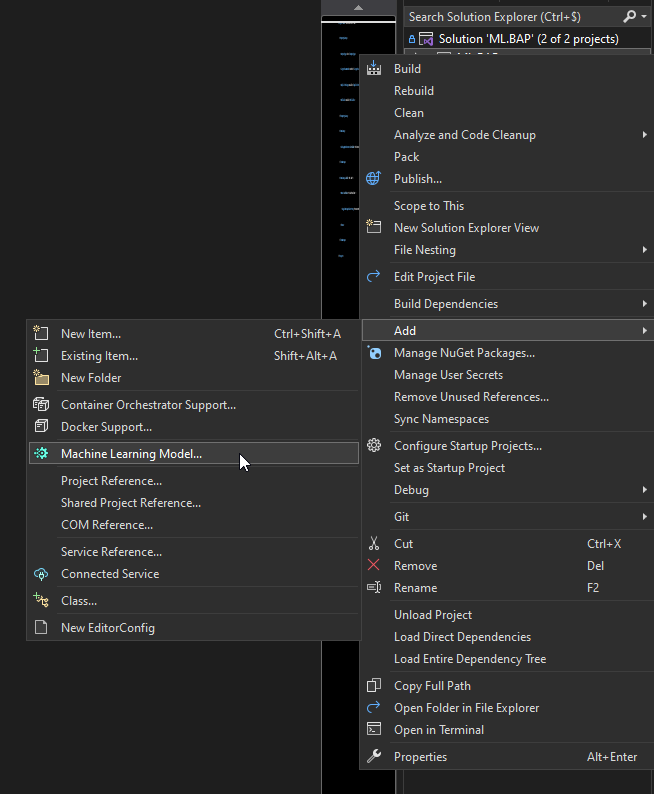 Search Solution Explorer (Ctrl+$)
Solution 'ML.BAP' (2 of 2 projects)
Build
Rebuild
Clean
Analyze and Code Cleanup
Pack
Publish...
Scope to This
New Solution Explorer View
File Nesting
Edit Project File
Build Dependencies
Add
Manage NuGet Packages...
Manage User Secrets
Remove Unused References...
Sync Namespaces
Configure Startup Projects...
Set as Startup Project
Debug
Git
Cut Ctrl+X
Remove Del
Rename F2
Unload Project
Load Direct Dependencies
Load Entire Dependency Tree
Copy Full Path
Open Folder in File Explorer
Open in Terminal
Properties Alt+Enter
New Item... Ctrl+Shift+A
Existing Item... Shift+Alt+A
New Folder
Container Orchestrator Support...
Docker Support...
Machine Learning Model...
Project Reference...
Shared Project Reference...
COM Reference...
Service Reference...
Connected Service
Class...
New EditorConfig